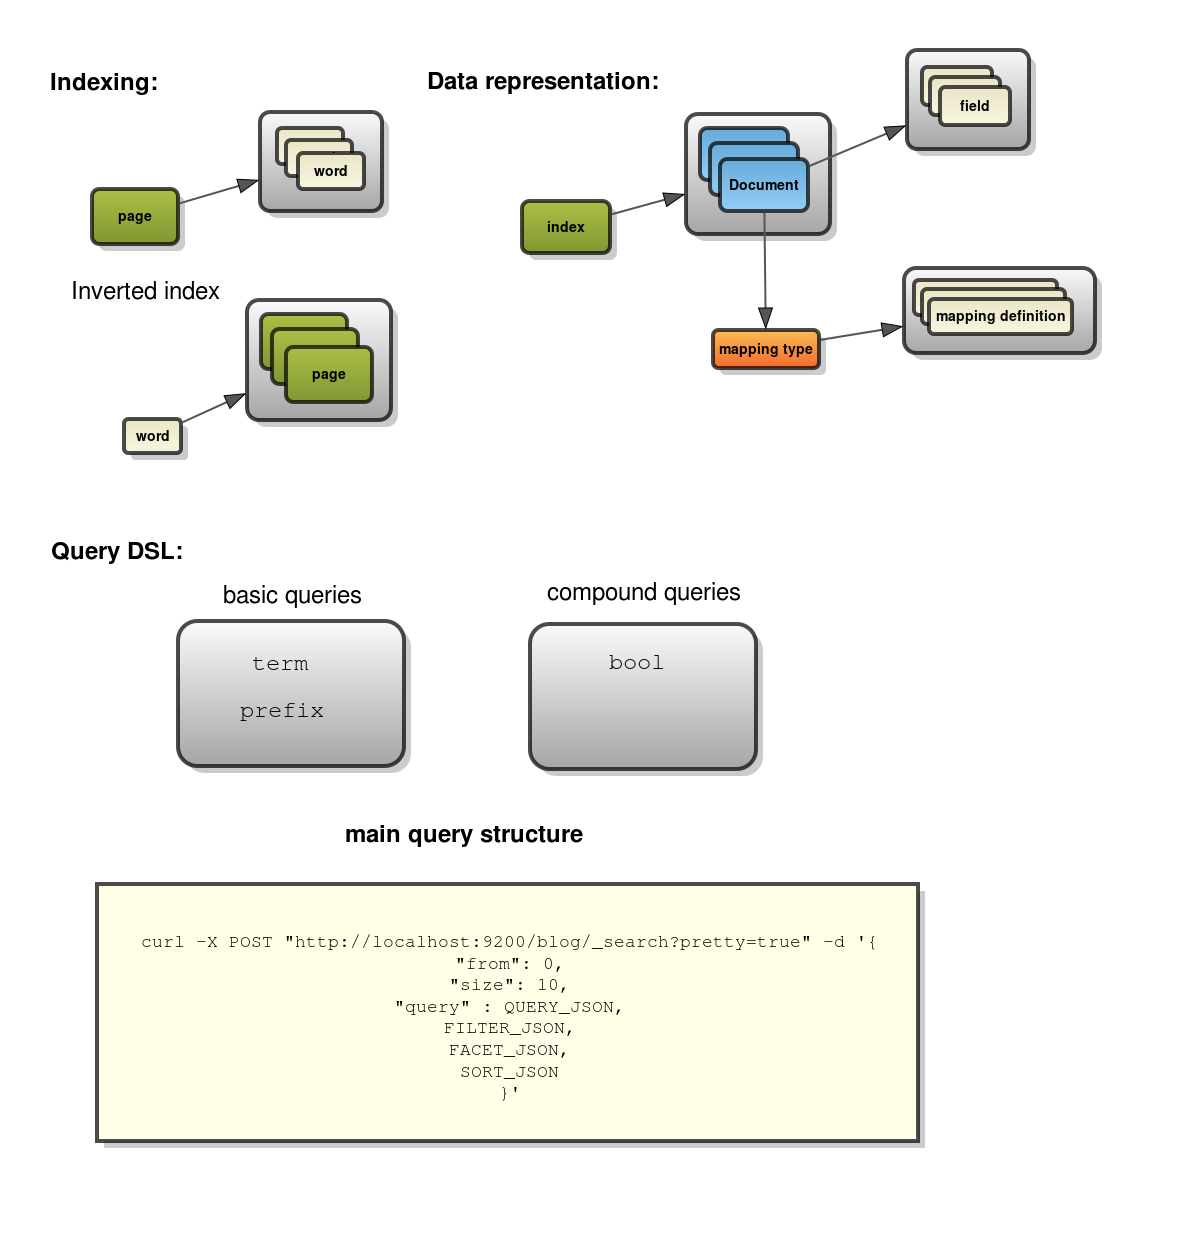 Indexing:
word
page
Inverted index
page
word
Data representation:
field
Document
index
mapping definition
mapping type
Query DSL:
basic queries
term
prefix
compound queries
bool
main query structure
curl -X POST "http://localhost:9200/blog/_search?pretty=true" -d '{
"from": 0,
"size": 10,
"query" : QUERY_JSON,
FILTER_JSON,
FACET_JSON,
SORT_JSON
}'